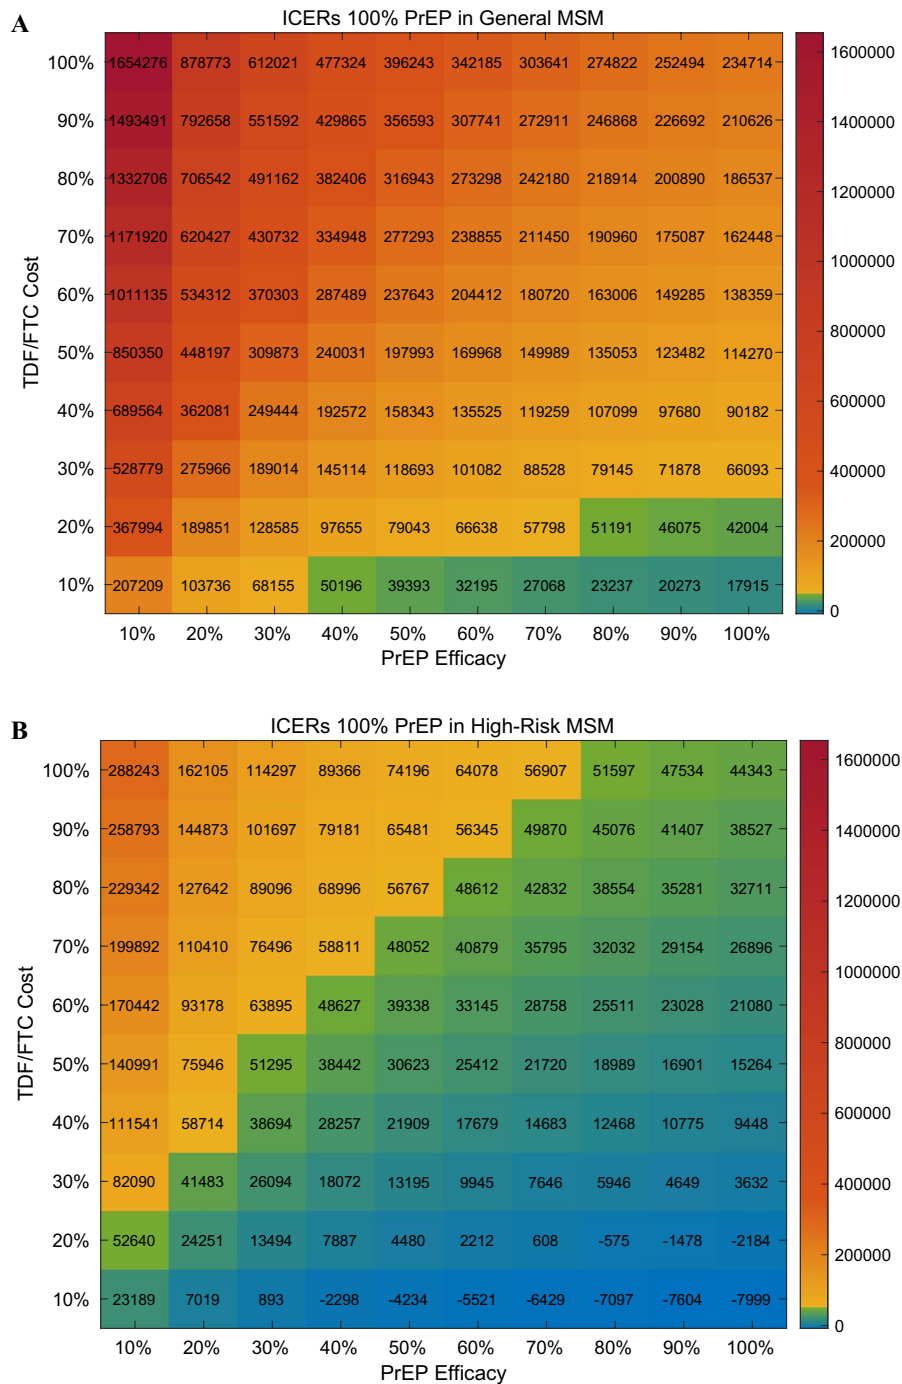 A
ICERs 100% PrEP in General MSM
100% 1654276 878773 612021 477324 396243 342185 303641 274822 252494 234714
90% 1493491 792658 551592 429865 356593 307741 272911 246868 226692 210626
80% 1332706 706542 491162 382406 316943 273298 242180 218914 200890 186537
70% 1171920 620427 430732 334948 277293 238855 211450 190960 175087 162448
60% 1011135 534312 370303 287489 237643 204412 180720 163006 149285 138359
50% 850350 448197 309873 240031 197993 169968 149989 135053 123482 114270
40% 689564 362081 249444 192572 158343 135525 119259 107099 97680 90182
30% 528779 275966 189014 145114 118693 101082 88528 79145 71878 66093
20% 367994 189851 128585 97655 79043 66638 57798 51191 46075 42004
10% 207209 103736 68155 50196 39393 32195 27068 23237 20273 17915
10% 20% 30% 40% 50% 60% 70% 80% 90% 100%
PrEP Efficacy
TDF/FTC Cost
1600000
1400000
1200000
1000000
800000
600000
400000
200000
0
B
ICERs 100% PrEP in High-Risk MSM
100% 288243 162105 114297 89366 74196 64078 56907 51597 47534 44343
90% 258793 144873 101697 79181 65481 56345 49870 45076 41407 38527
80% 229342 127642 89096 68996 56767 48612 42832 38554 35281 32711
70% 199892 110410 76496 58811 48052 40879 35795 32032 29154 26896
60% 170442 93178 63895 48627 39338 33145 28758 25511 23028 21080
50% 140991 75946 51295 38442 30623 25412 21720 18989 16901 15264
40% 111541 58714 38694 28257 21909 17679 14683 12468 10775 9448
30% 82090 41483 26094 18072 13195 9945 7646 5946 4649 3632
20% 52640 24251 13494 7887 4480 2212 608 -575 -1478 -2184
10% 23189 7019 893 -2298 -4234 -5521 -6429 -7097 -7604 -7999
10% 20% 30% 40% 50% 60% 70% 80% 90% 100%
PrEP Efficacy
TDF/FTC Cost
1600000
1400000
1200000
1000000
800000
600000
400000
200000
0